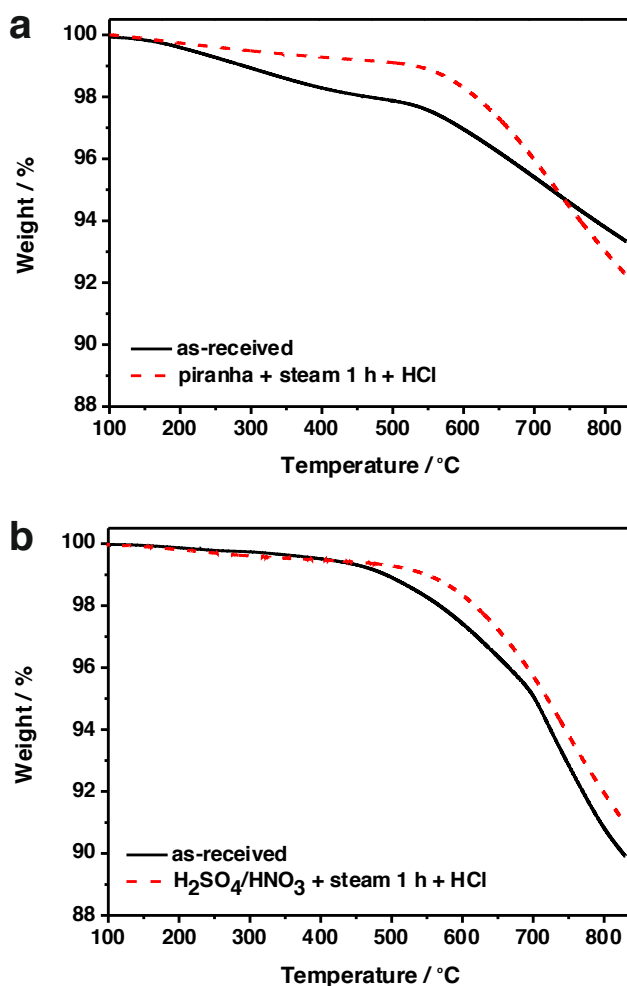 a
100
98
96
94
92
90
88
Weight / %
as-received
piranha + steam 1 h + HCl
100 200 300 400 500 600 700 800
Temperature / °C
b
100
98
96
94
92
90
88
Weight / %
as-received
H2SO4/HNO3 + steam 1 h + HCl
100 200 300 400 500 600 700 800
Temperature / °C